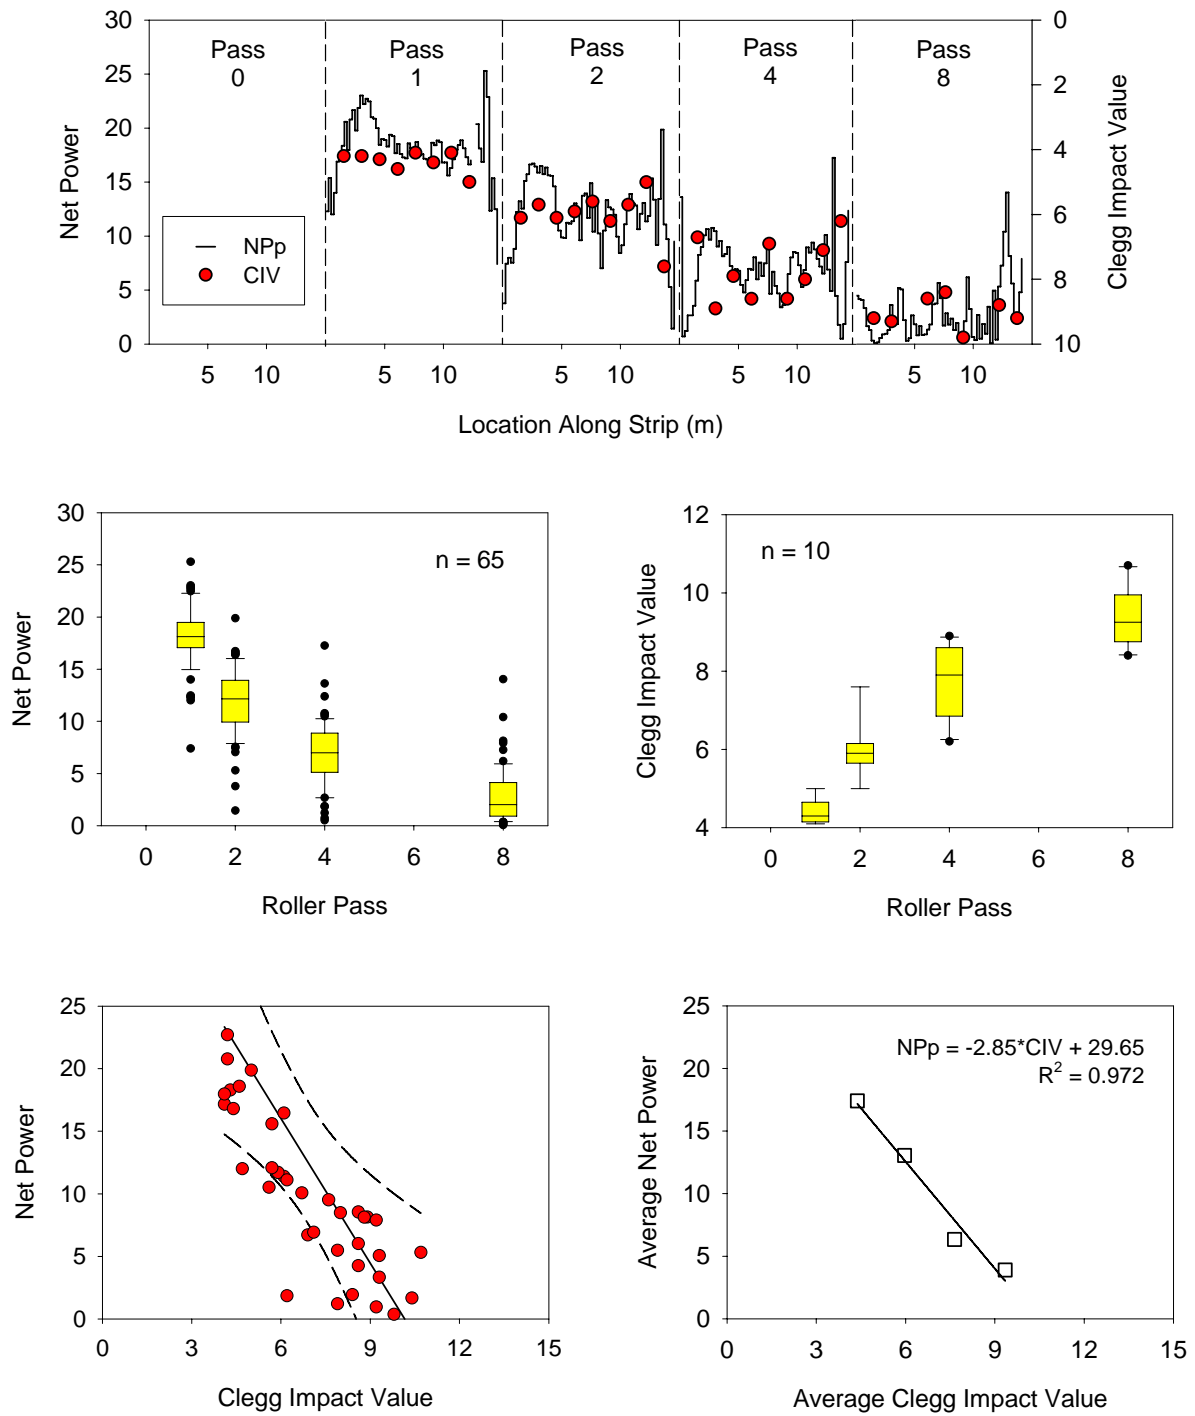 30
25
20
15
10
5
0
Net Power
Pass
0
Pass
1
Pass
2
Pass
4
Pass
8
NPp
CIV
0
2
4
6
8
10
Clegg Impact Value
5 10 5 10 5 10 5 10 5 10
Location Along Strip (m)
30
25
20
15
10
5
0
Net Power
n = 65
0 2 4 6 8
Roller Pass
12
10
8
6
4
Clegg Impact Value
n = 10
0 2 4 6 8
Roller Pass
25
20
15
10
5
0
Net Power
0 3 6 9 12 15
Clegg Impact Value
25
20
15
10
5
0
Average Net Power
NPp = -2.85*CIV + 29.65
R² = 0.972
0 3 6 9 12 15
Average Clegg Impact Value